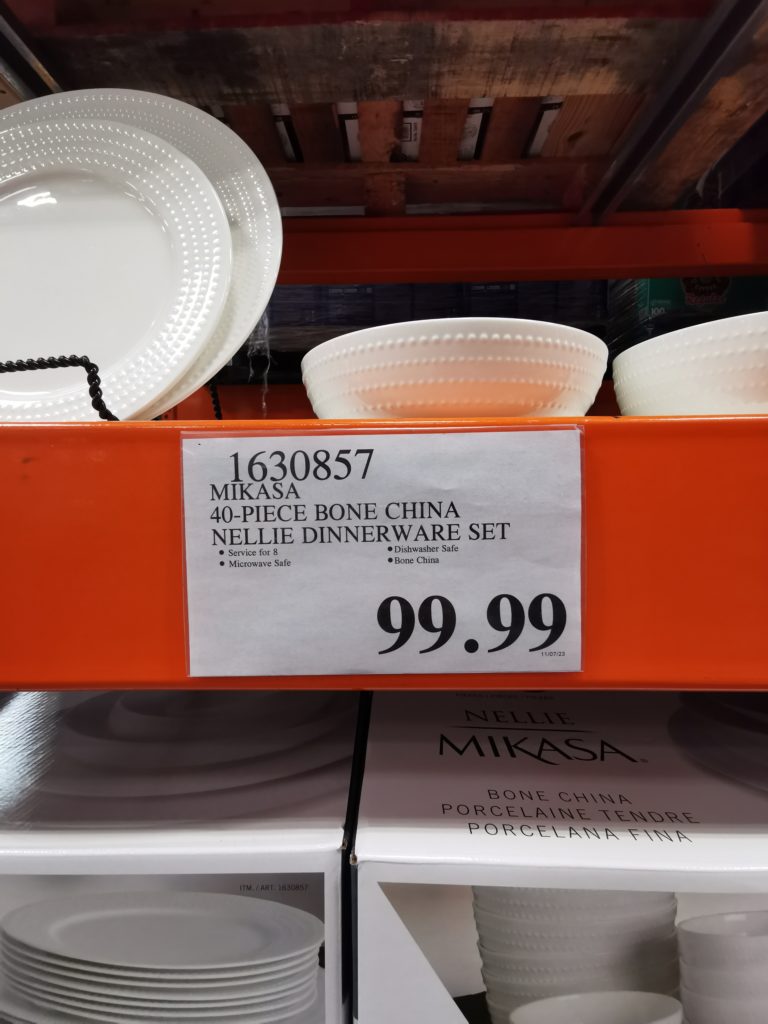 1630857
MIKASA
40-PIECE BONE CHINA
NELLIE DINNERWARE SET
• Service for 8
• Microwave Safe
• Dishwasher Safe
• Bone China
99.99
11/07/23
NELLIE
MIKASA®
BONE CHINA
PORCELAINE TENDRE
PORCELANA FINA
ITM. / ART. 1630857
100